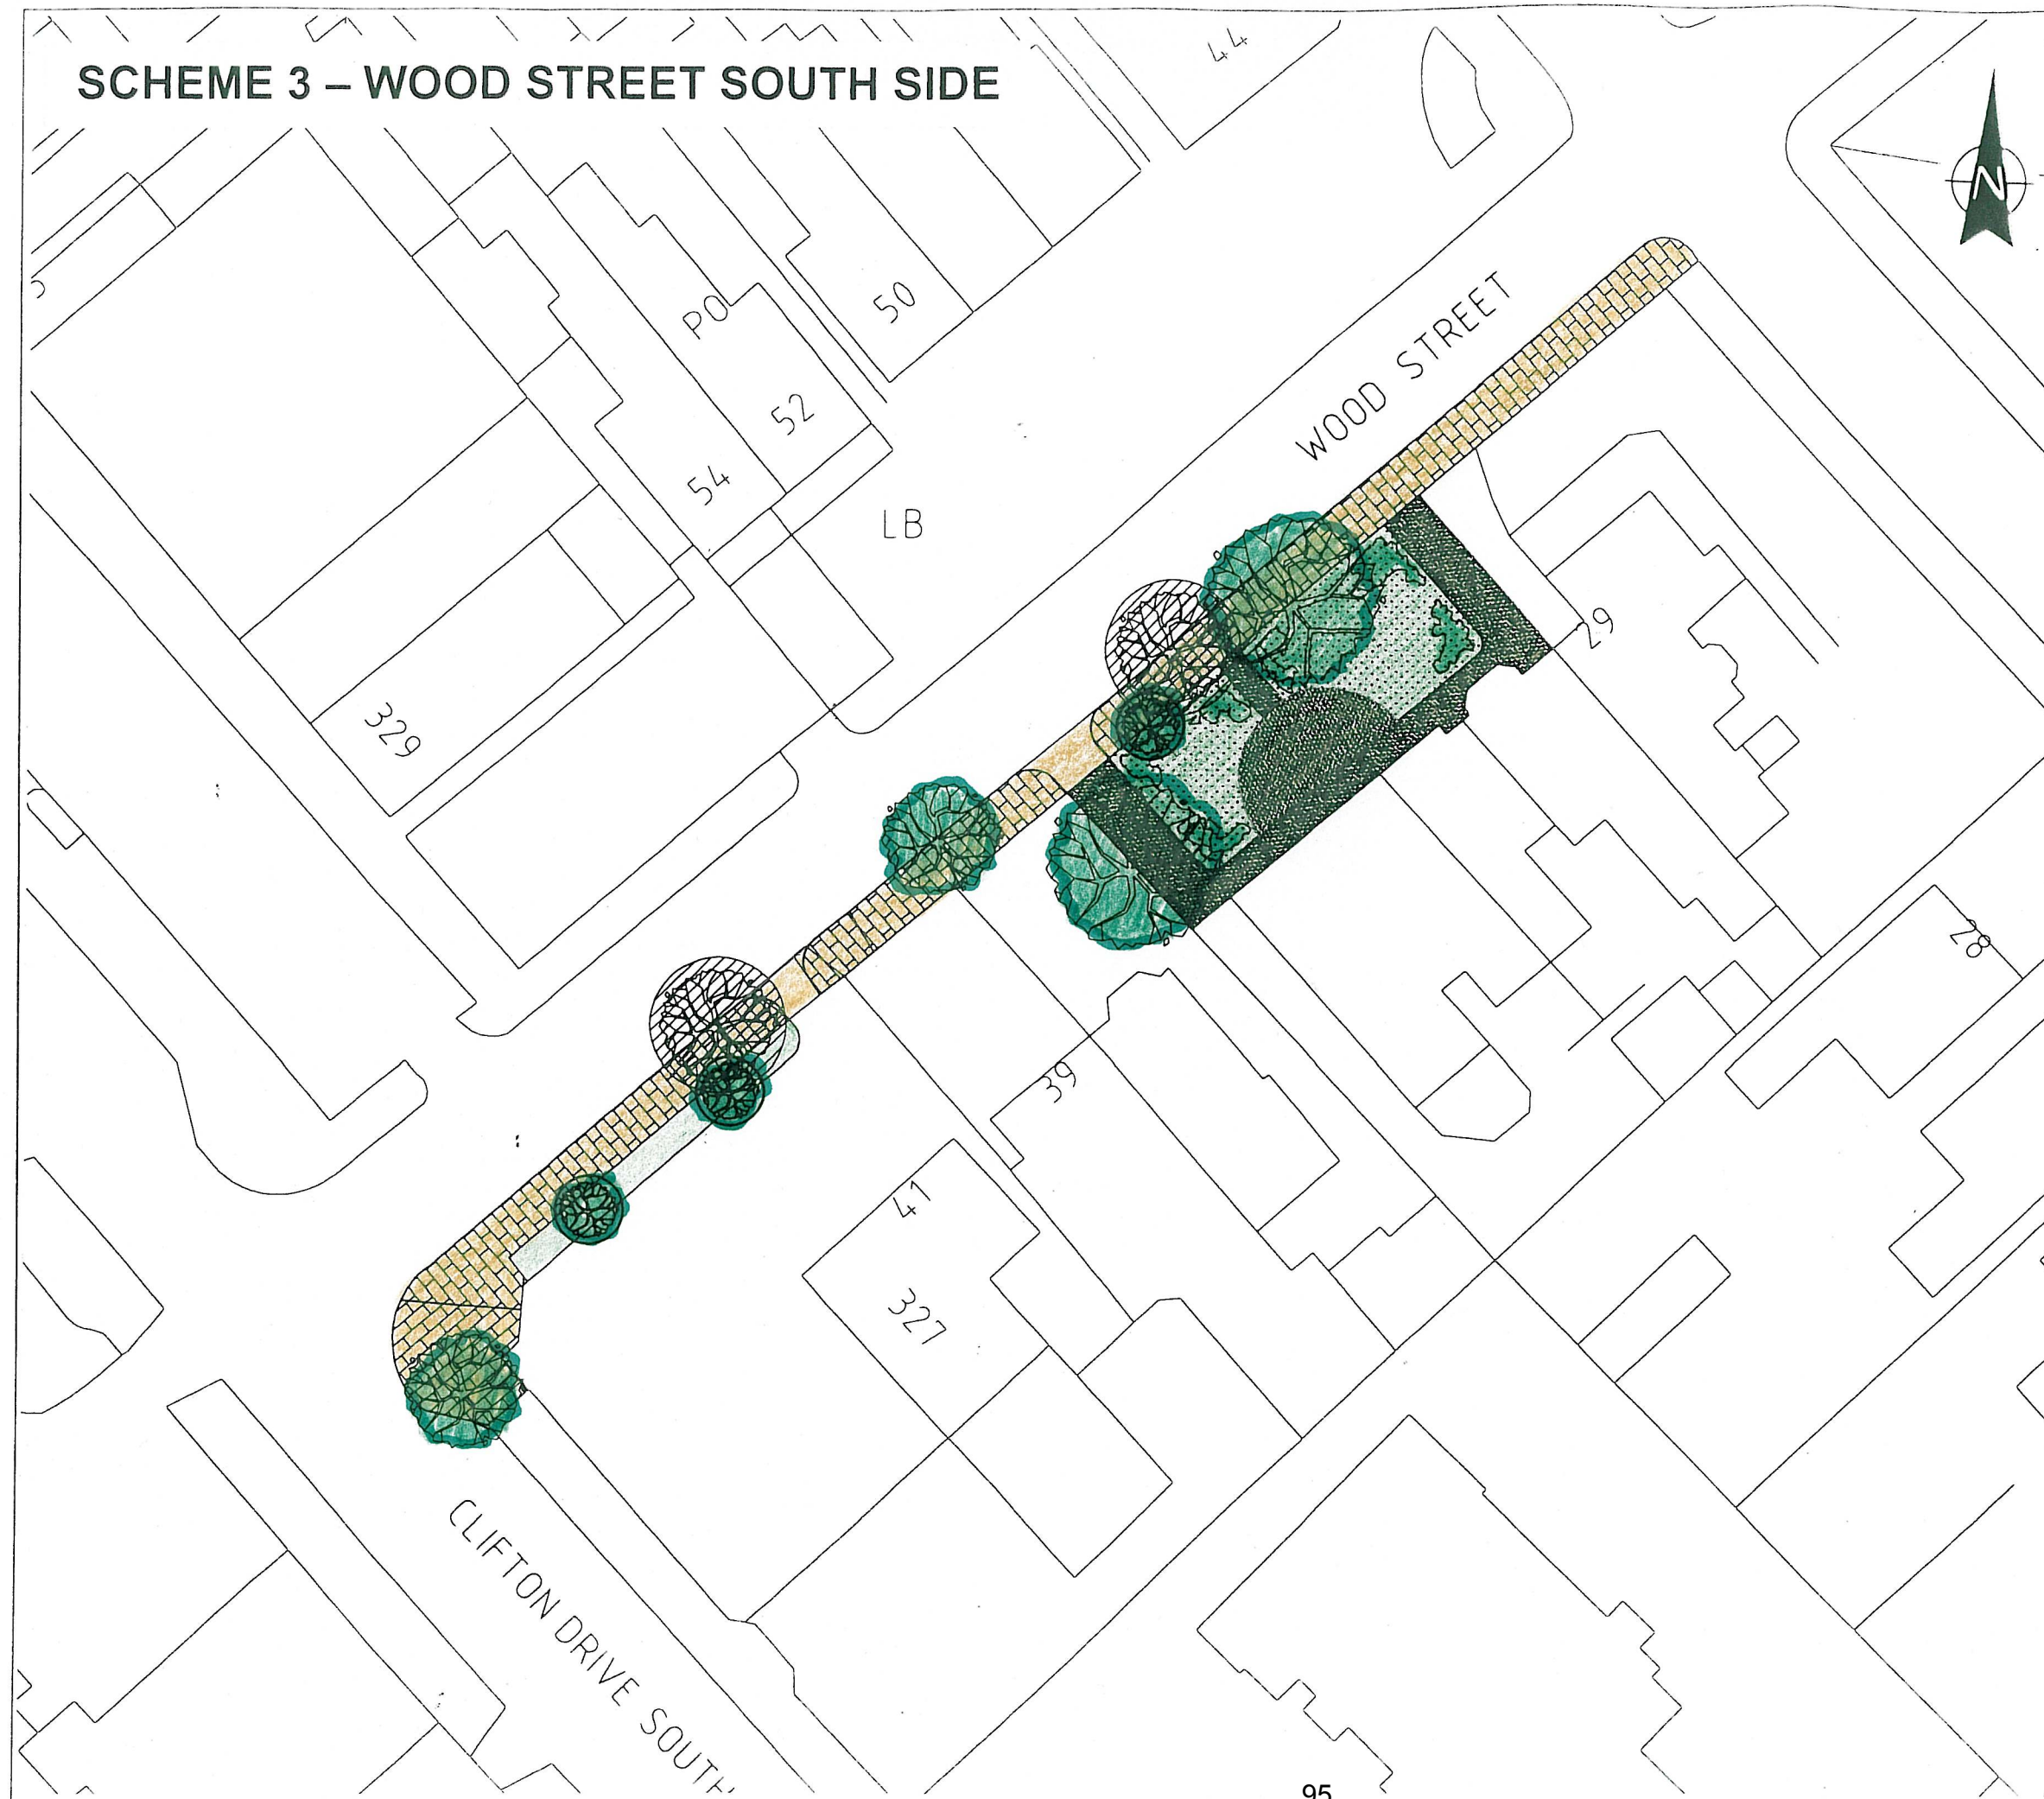 SCHEME 3 – WOOD STREET SOUTH SIDE
44
N
PO
50
52
54
LB
WOOD STREET
29
329
28
39
41
327
CLIFTON DRIVE SOUTH
95